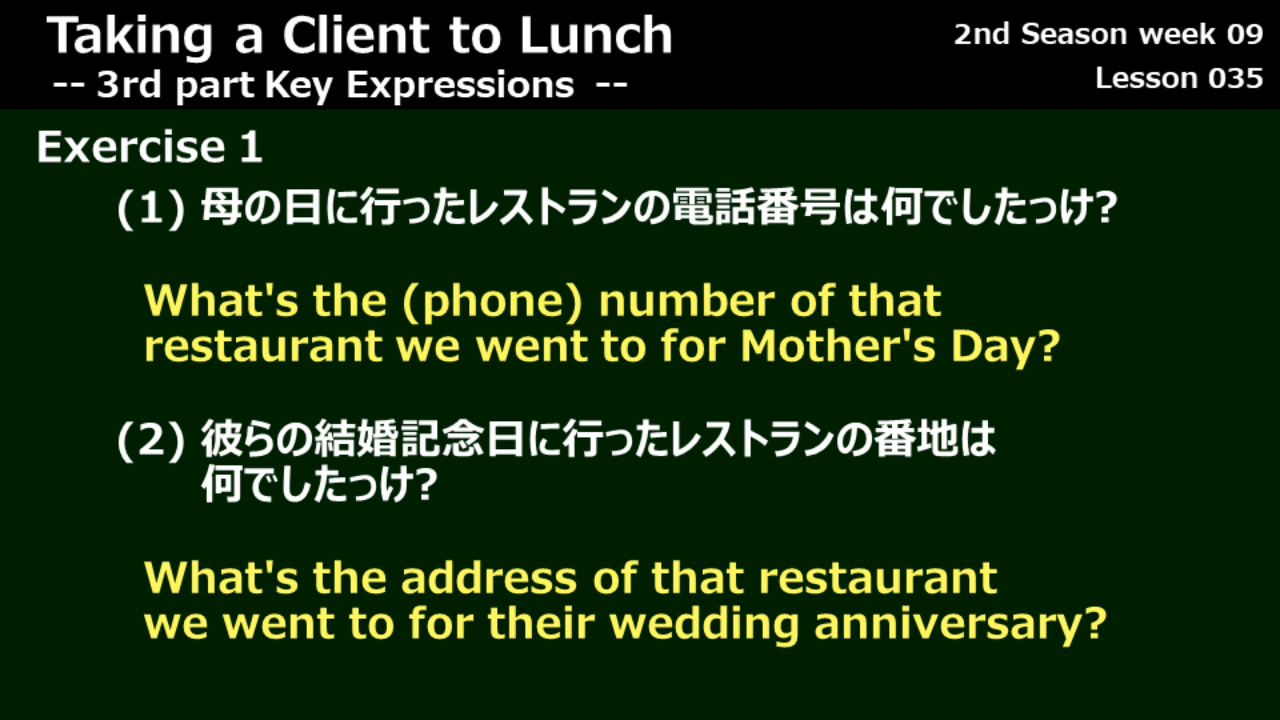 Taking a Client to Lunch
-- 3rd part Key Expressions --
2nd Season week 09
Lesson 035
Exercise 1
(1) 母の日に行ったレストランの電話番号は何でしたっけ?
What's the (phone) number of that
restaurant we went to for Mother's Day?
(2) 彼らの結婚記念日に行ったレストランの番地は
何でしたっけ?
What's the address of that restaurant
we went to for their wedding anniversary?